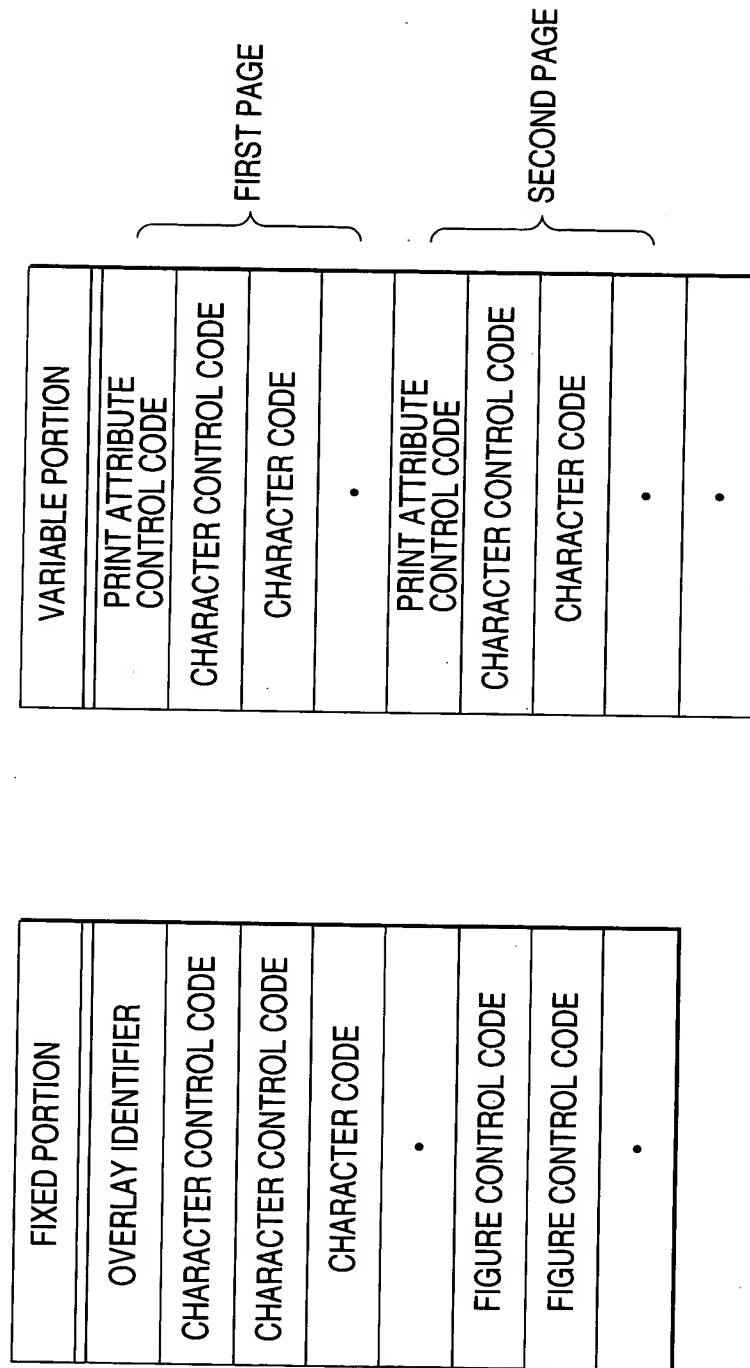 FIXED PORTION
OVERLAY IDENTIFIER
CHARACTER CONTROL CODE
CHARACTER CONTROL CODE
CHARACTER CODE
•
FIGURE CONTROL CODE
FIGURE CONTROL CODE
•
VARIABLE PORTION
PRINT ATTRIBUTE
CONTROL CODE
CHARACTER CONTROL CODE
CHARACTER CODE
•
PRINT ATTRIBUTE
CONTROL CODE
CHARACTER CONTROL CODE
CHARACTER CODE
•
•
FIRST PAGE
SECOND PAGE